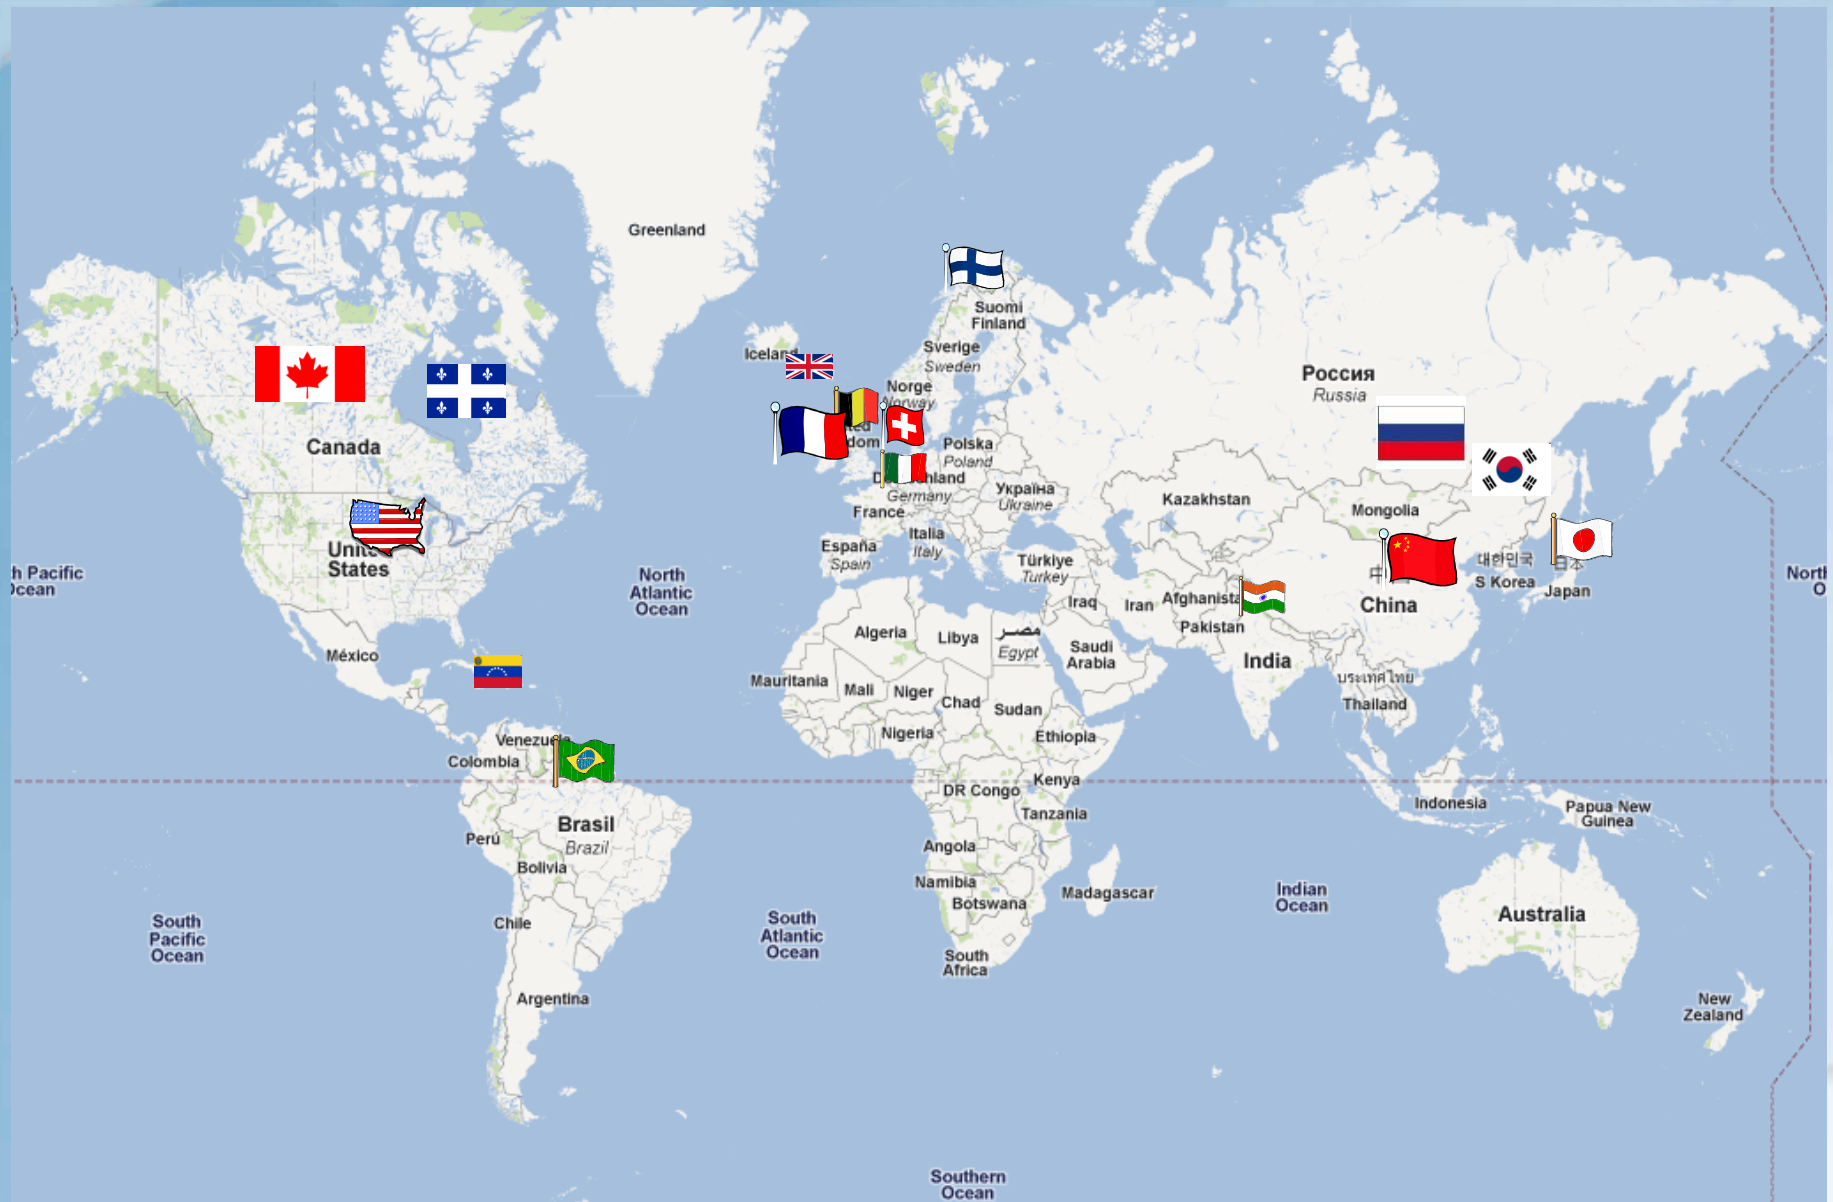 Greenland
Suomi
Finland
Iceland
Sverige
Sweden
Norge
Norway
Россия
Russia
Canada
Polska
Poland
Germany
Україна
Ukraine
Kazakhstan
Mongolia
France
United
States
España
Spain
Italia
Italy
Türkiye
Turkey
대한민국
S Korea
日本
Japan
North
Atlantic
Ocean
Iraq
Iran
Pakistan
China
Algeria
Libya
مصر
Egypt
Saudi
Arabia
India
México
Mauritania
Mali
Niger
Chad
Sudan
ประเทศไทย
Thailand
Venezuela
Colombia
Nigeria
Ethiopia
Kenya
DR Congo
Tanzania
Indonesia
Papua New
Guinea
Brasil
Brazil
Perú
Bolivia
Angola
Namibia
Botswana
Madagascar
Indian
Ocean
Australia
Chile
South
Pacific
Ocean
South
Atlantic
Ocean
South
Africa
Argentina
New
Zealand
Southern
Ocean